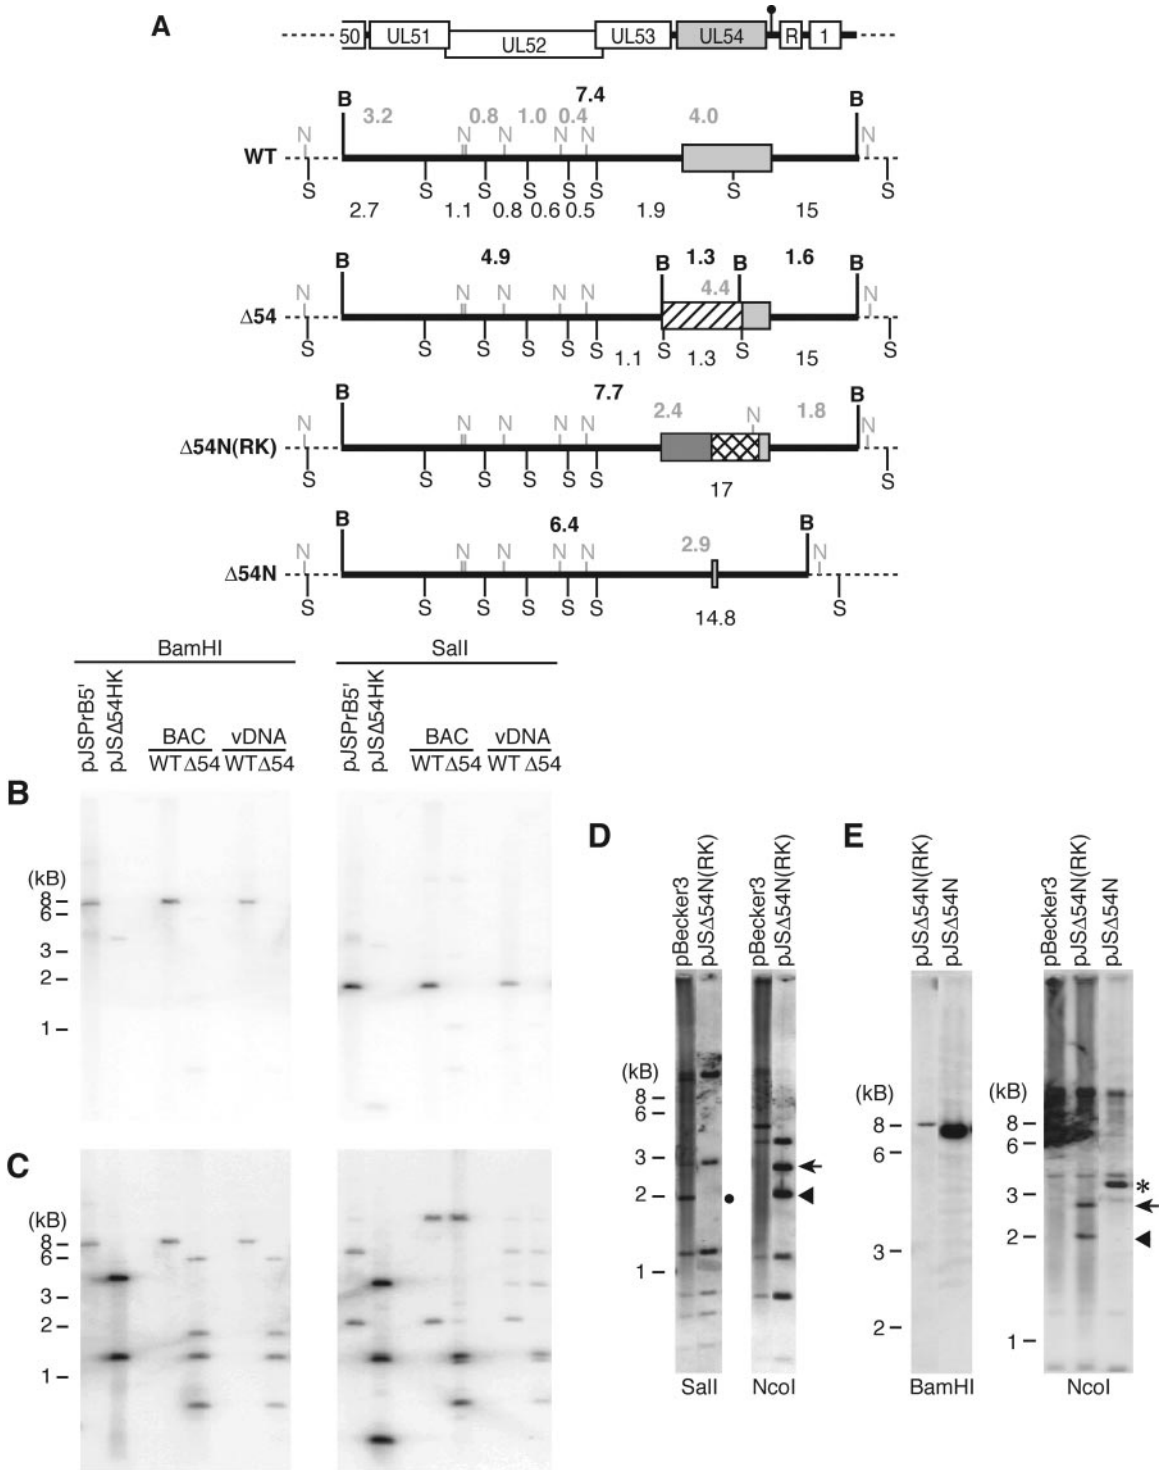 A
50 UL51 UL52 UL53 UL54 R 1
7.4
B 3.2 0.8 1.0 0.4 4.0 B
N N N N N N
WT
S S S S S S S S
2.7 1.1 0.8 0.6 0.5 1.9 15
4.9 1.3 1.6
B B B B
N N N N N 4.4 N
Δ54
S S S S S S S S S
1.1 1.3 15
7.7
B 2.4 1.8 B
N N N N N N N
Δ54N(RK)
S S S S S S S
17
6.4
B B
N N N N N 2.9 N
Δ54N
S S S S S S S
14.8
BamHI SalI
pJSPrB5' pJSΔ54HK BAC vDNA pJSPrB5' pJSΔ54HK BAC vDNA
WT Δ54 WT Δ54 WT Δ54 WT Δ54
B
(kB)
8
6
3
2
1
C
(kB)
8
6
3
2
1
D
pBecker3 pJSΔ54N(RK) pBecker3 pJSΔ54N(RK)
(kB)
8
6
3
2
1
SalI NcoI
E
pJSΔ54N(RK) pJSΔ54N pBecker3 pJSΔ54N(RK) pJSΔ54N
(kB)
8
6
3
2
(kB)
8
6
3 *
2
1
BamHI NcoI